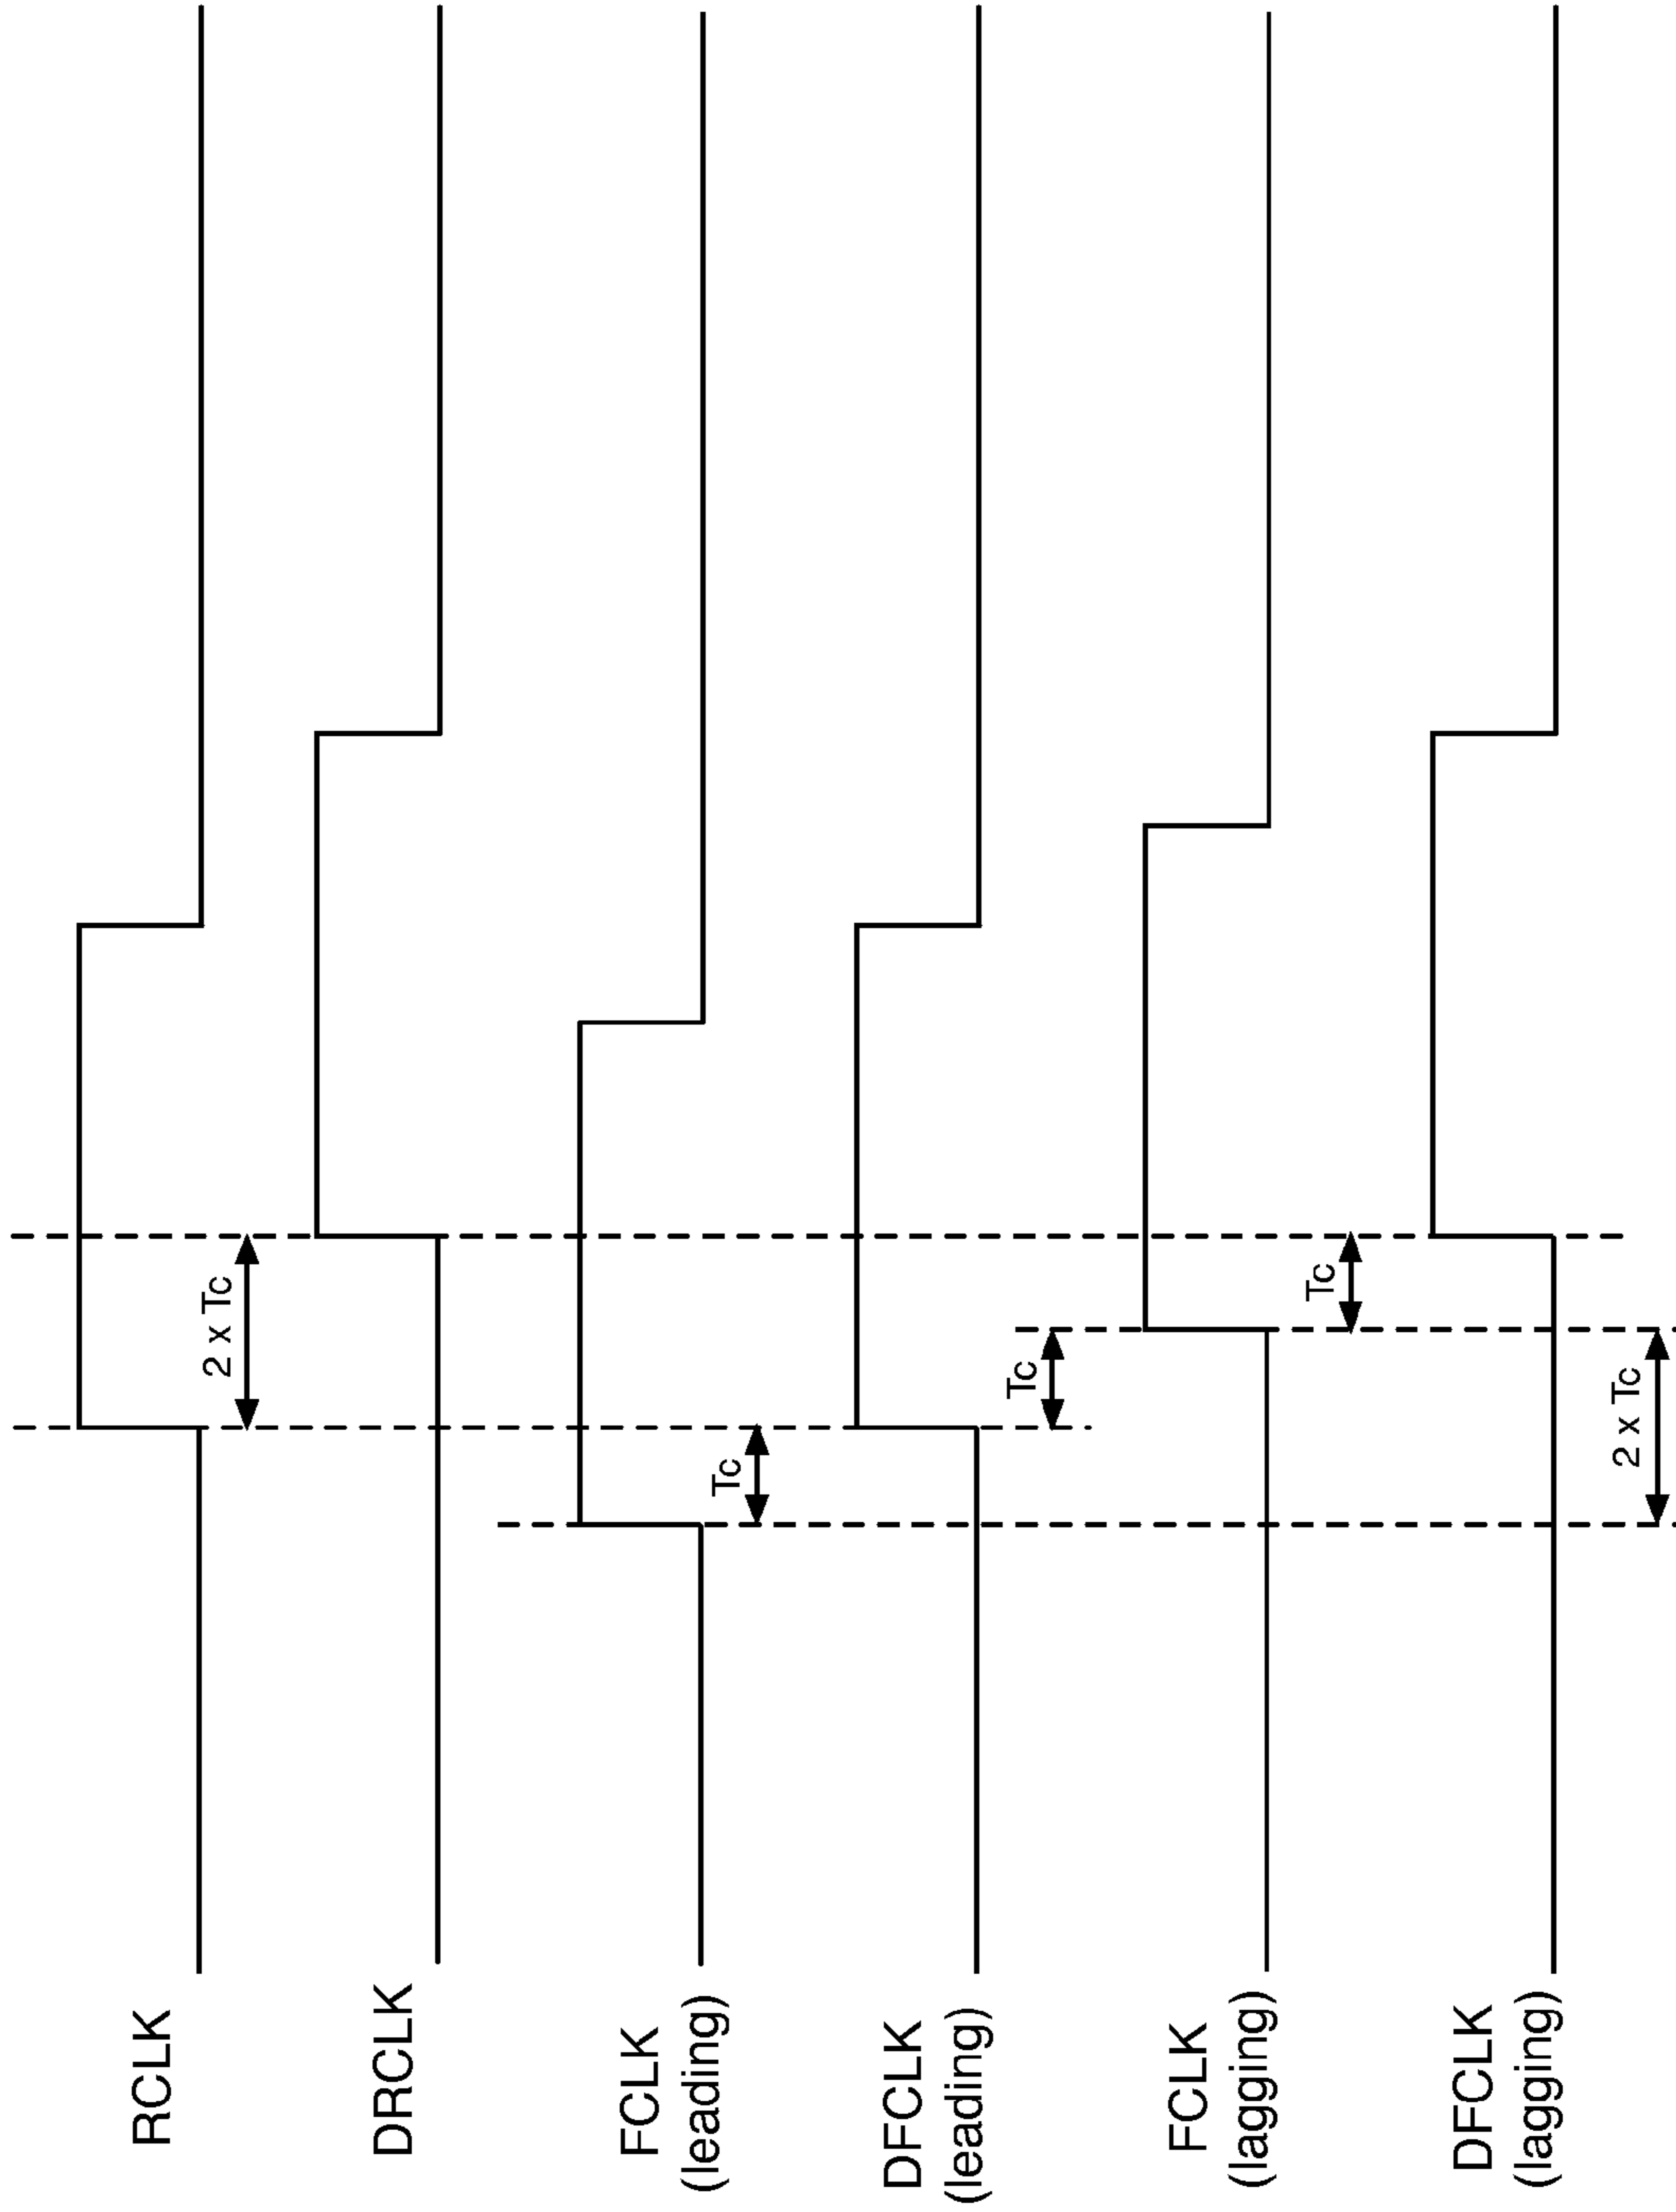 RCLK
2 x Tc
DRCLK
FCLK
(leading)
Tc
DFCLK
(leading)
Tc
FCLK
(lagging)
Tc
DFCLK
(lagging)
2 x Tc